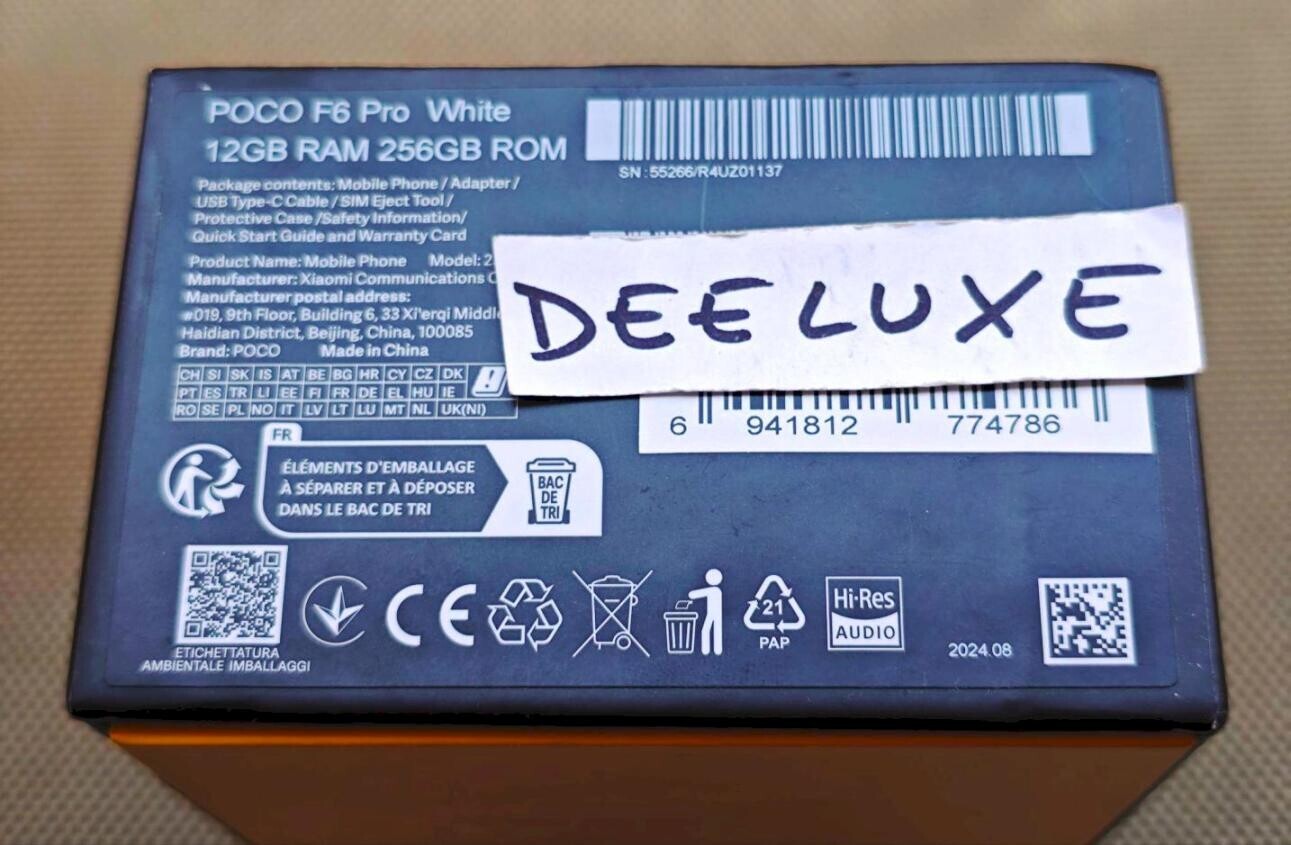 POCO F6 Pro White
12GB RAM 256GB ROM
SN : 55266/R4UZ01137
Package contents: Mobile Phone / Adapter /
USB Type-C Cable / SIM Eject Tool /
Protective Case /Safety Information/
Quick Start Guide and Warranty Card
Product Name: Mobile Phone Model: 2
Manufacturer: Xiaomi Communications
Manufacturer postal address:
#019, 9th Floor, Building 6, 33 Xi'erqi Middle
Haidian District, Beijing, China, 100085
Brand: POCO Made in China
DEELUXE
CH SI SK IS AT BE BG HR CY CZ DK
PT ES TR LI EE FI FR DE EL HU IE
RO SE PL NO IT LV LT LU MT NL UK(NI)
6 941812 774786
FR
ÉLÉMENTS D'EMBALLAGE
À SÉPARER ET À DÉPOSER
DANS LE BAC DE TRI
BAC
DE
TRI
ETICHETTATURA
AMBIENTALE IMBALLAGGI
CE
21
PAP
Hi-Res
AUDIO
2024.08